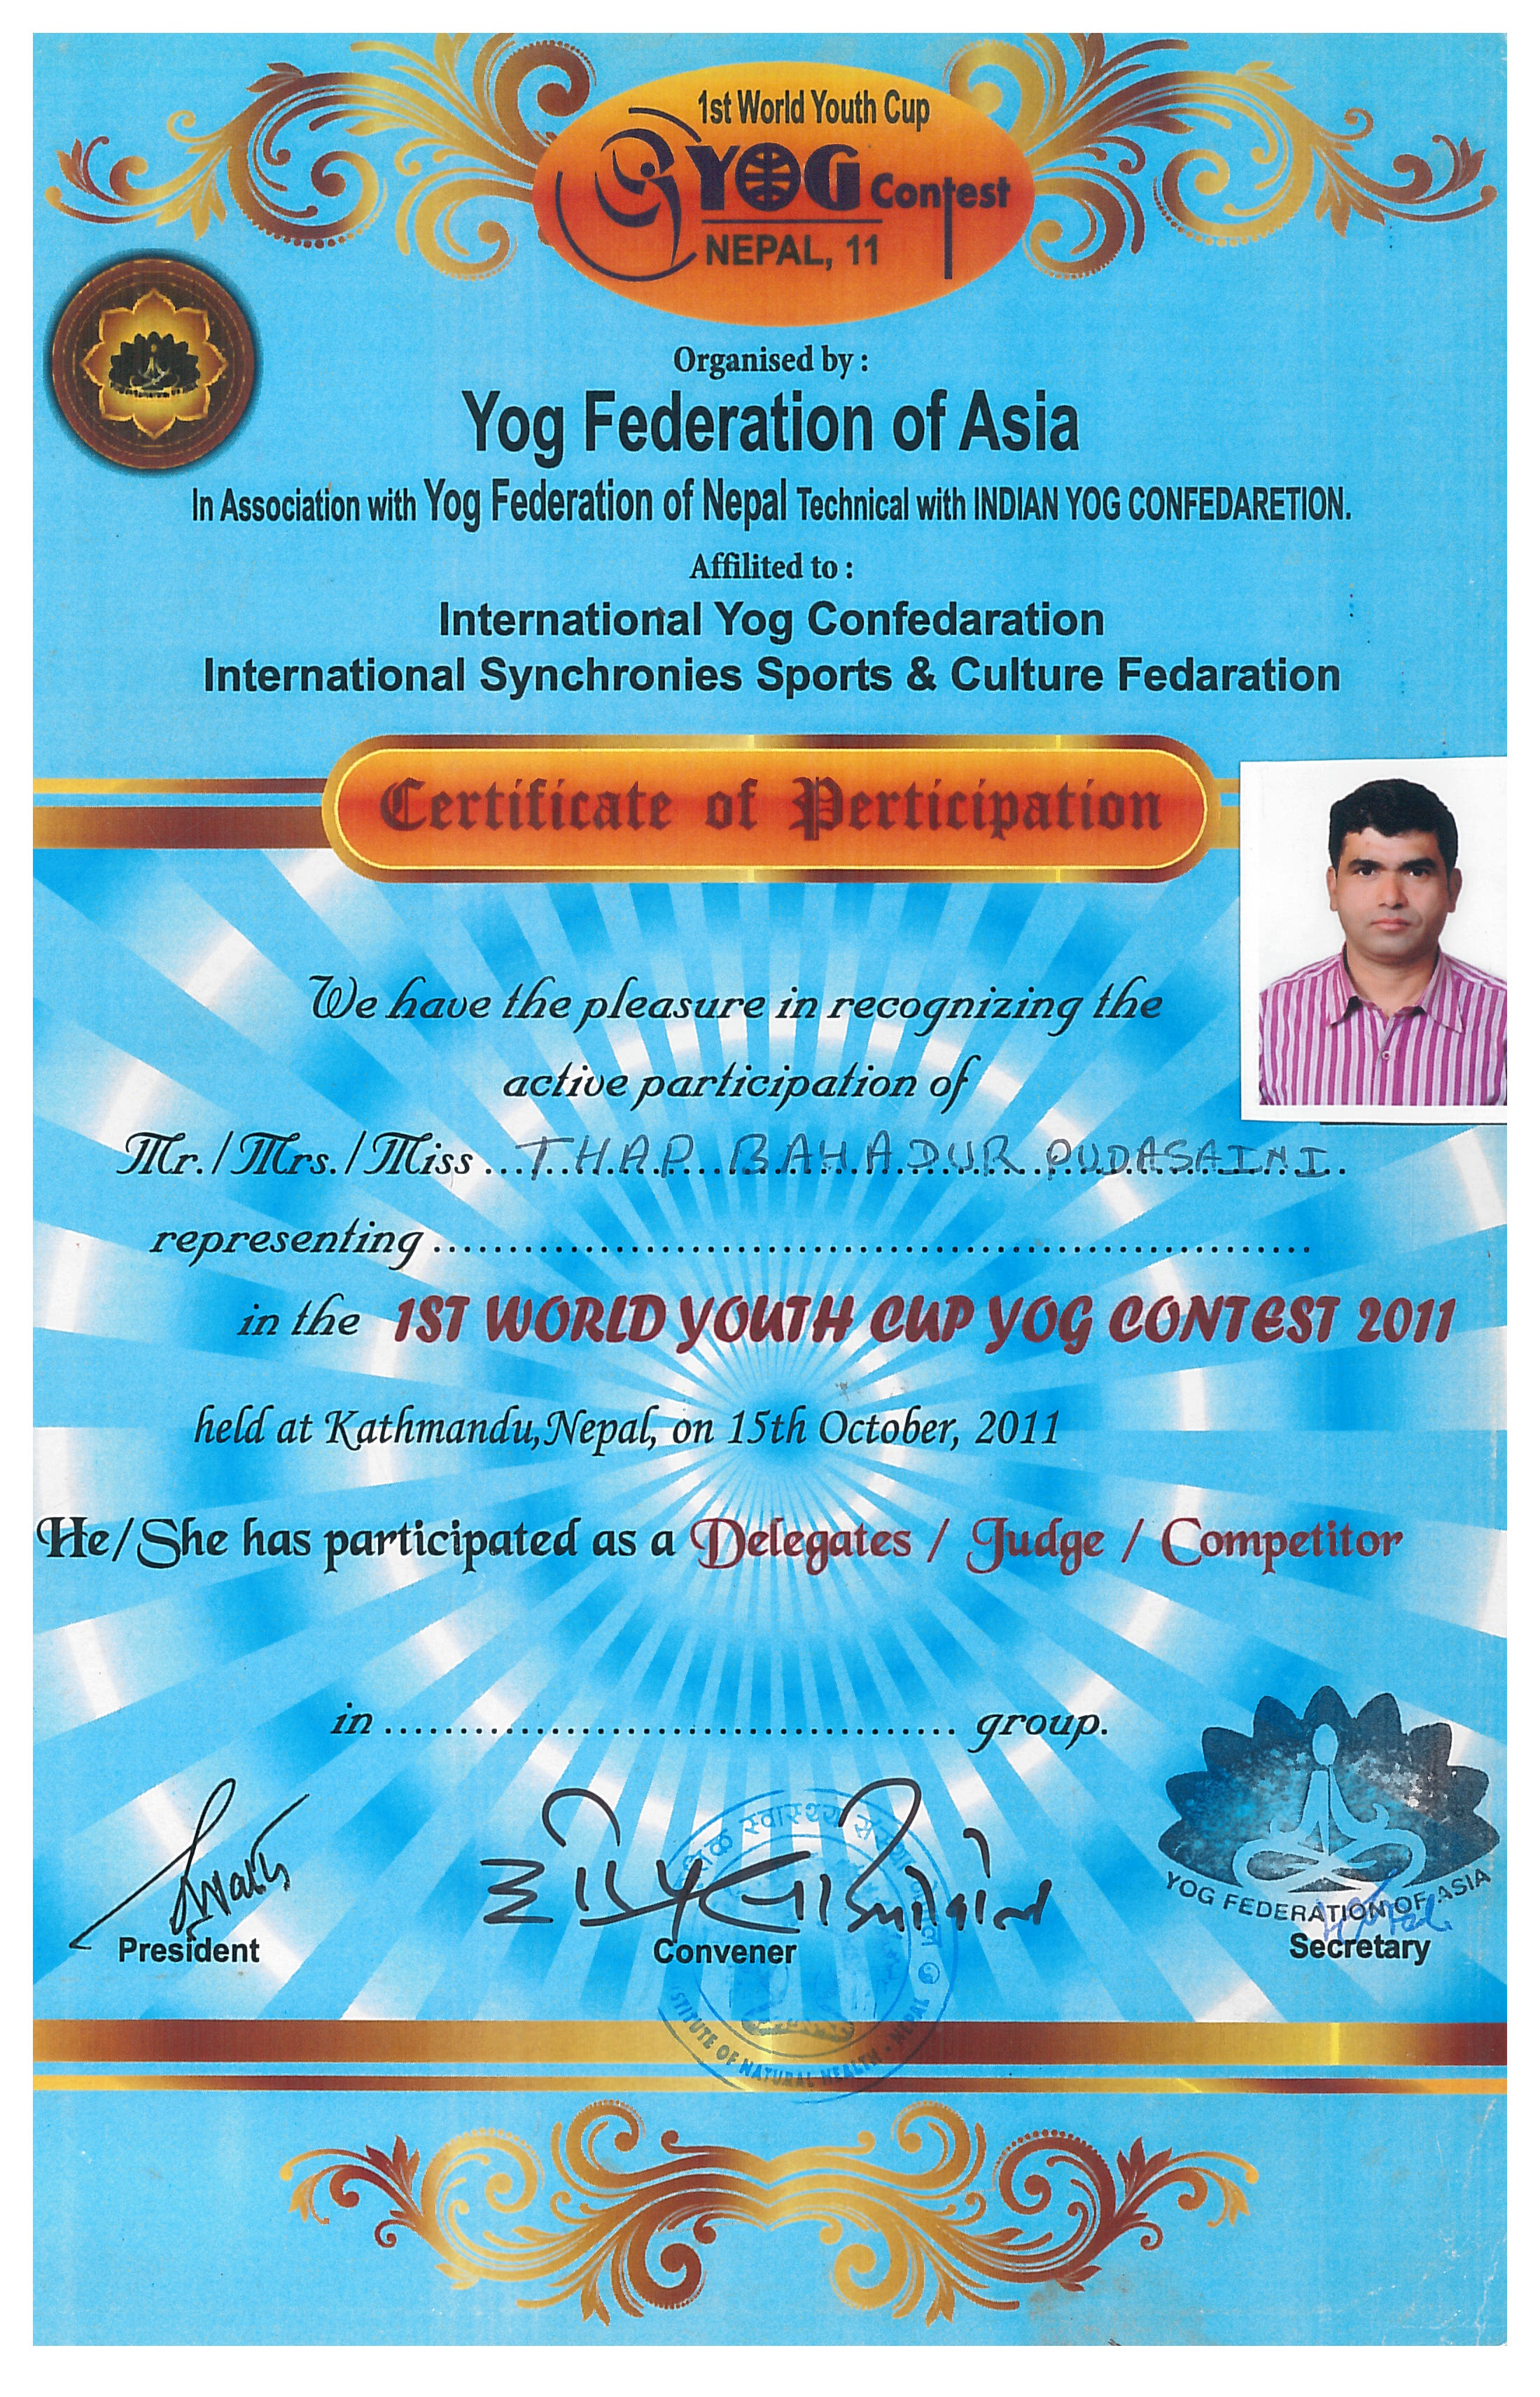 1st World Youth Cup
YOG Contest
NEPAL, 11
Organised by :
Yog Federation of Asia
In Association with Yog Federation of Nepal Technical with INDIAN YOG CONFEDARETION.
Affilited to :
International Yog Confedaration
International Synchronies Sports & Culture Fedaration
Certificate of Perticipation
We have the pleasure in recognizing the
active participation of
Mr. / Mrs. / Miss ... THAP BAHADUR PUDASAINI.
representing ..........................................................
in the 1ST WORLD YOUTH CUP YOG CONTEST 2011
held at Kathmandu,Nepal, on 15th October, 2011
He/She has participated as a Delegates / Judge / Competitor
in ...................................... group.
YOG FEDERATION OF ASIA
President
Convener
Secretary
स्वास्थ्य
STITUTE OF NATURAL HEALTH - NEPAL